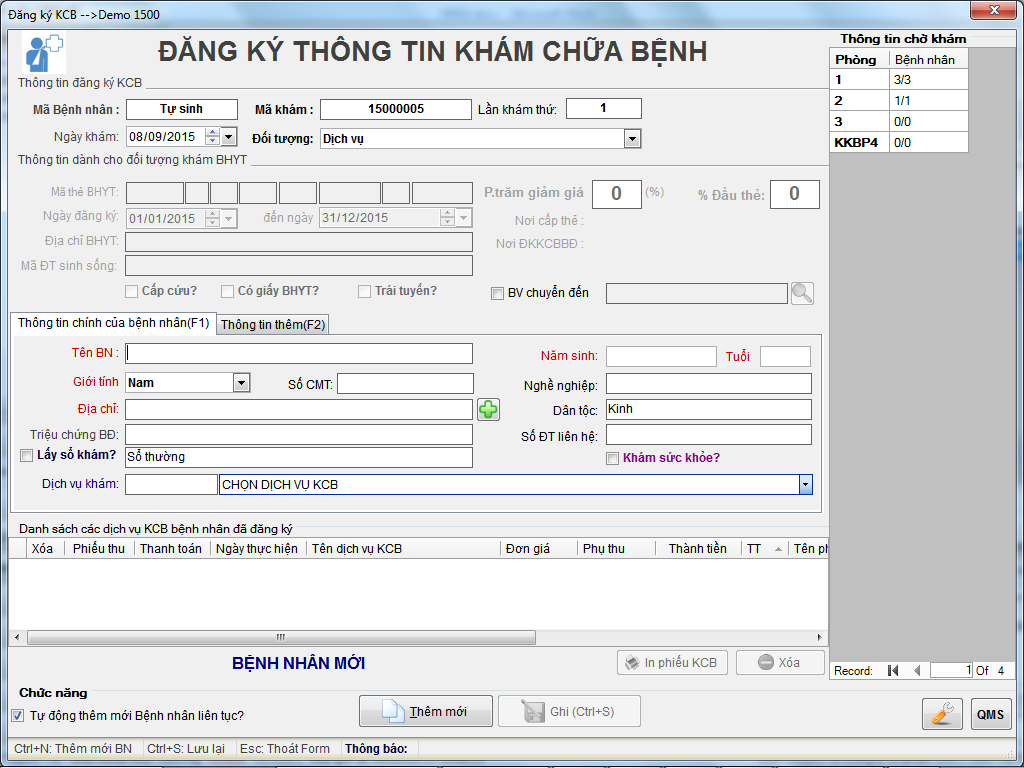 Đăng ký KCB -->Demo 1500
ĐĂNG KÝ THÔNG TIN KHÁM CHỮA BỆNH
Thông tin đăng ký KCB
Mã Bệnh nhân : Tự sinh Mã khám : 15000005 Lần khám thứ: 1
Ngày khám: 08/09/2015 Đối tượng: Dịch vụ
Thông tin dành cho đối tượng khám BHYT
Mã thẻ BHYT: P.trăm giảm giá 0 (%) % Đầu thẻ: 0
Ngày đăng ký: 01/01/2015 đến ngày 31/12/2015 Nơi cấp thẻ :
Địa chỉ BHYT: Nơi ĐKKCBBĐ :
Mã ĐT sinh sống:
Cấp cứu? Có giấy BHYT? Trái tuyến? BV chuyển đến
Thông tin chính của bệnh nhân(F1) Thông tin thêm(F2)
Tên BN : Năm sinh: Tuổi
Giới tính Nam Số CMT: Nghề nghiệp:
Địa chỉ: Dân tộc: Kinh
Triệu chứng BĐ: Số ĐT liên hệ:
Lấy số khám? Sổ thường Khám sức khỏe?
Dịch vụ khám: CHỌN DỊCH VỤ KCB
Danh sách các dịch vụ KCB bệnh nhân đã đăng ký
Xóa Phiếu thu Thanh toán Ngày thực hiện Tên dịch vụ KCB Đơn giá Phụ thu Thành tiền TT Tên ph
BỆNH NHÂN MỚI In phiếu KCB Xóa
Chức năng
Tự động thêm mới Bệnh nhân liên tục? Thêm mới Ghi (Ctrl+S)
Ctrl+N: Thêm mới BN Ctrl+S: Lưu lại Esc: Thoát Form Thông báo:
Thông tin chờ khám
Phòng Bệnh nhân
1 3/3
2 1/1
3 0/0
KKBP4 0/0
Record: 1 Of 4
QMS